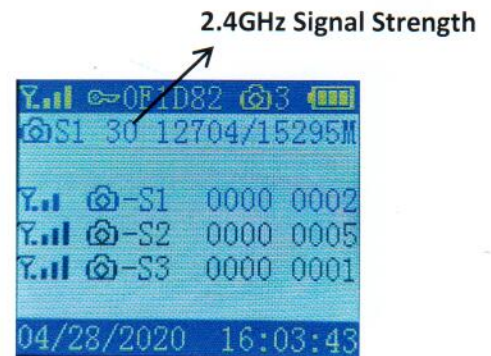 2.4GHz Signal Strength
0F1D82 3
S1 30 12704/15295M
-S1 0000 0002
-S2 0000 0005
-S3 0000 0001
04/28/2020 16:03:43